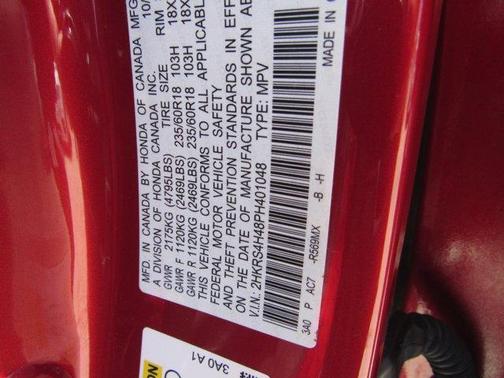 MFD. IN CANADA BY HONDA OF CANADA MFG.
A DIVISION OF HONDA CANADA INC. 10/
GVWR 2175KG (4795LBS) TIRE SIZE RIM
GAWR F 1120KG (2469LBS) 235/60R18 103H 18X
GAWR R 1120KG (2469LBS) 235/60R18 103H 18X
THIS VEHICLE CONFORMS TO ALL APPLICABLE
FEDERAL MOTOR VEHICLE SAFETY
AND THEFT PREVENTION STANDARDS IN EFF
ON THE DATE OF MANUFACTURE SHOWN AB
V.I.N.: 2HKRS4H48PH401048 TYPE: MPV
3A0 P AC7 -R569MX -B -H
MADE IN
3A0 A1